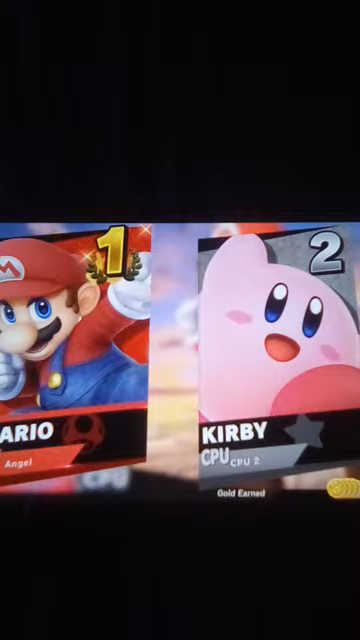 1
ARIO
Angel
2
KIRBY
CPU CPU 2
Gold Earned